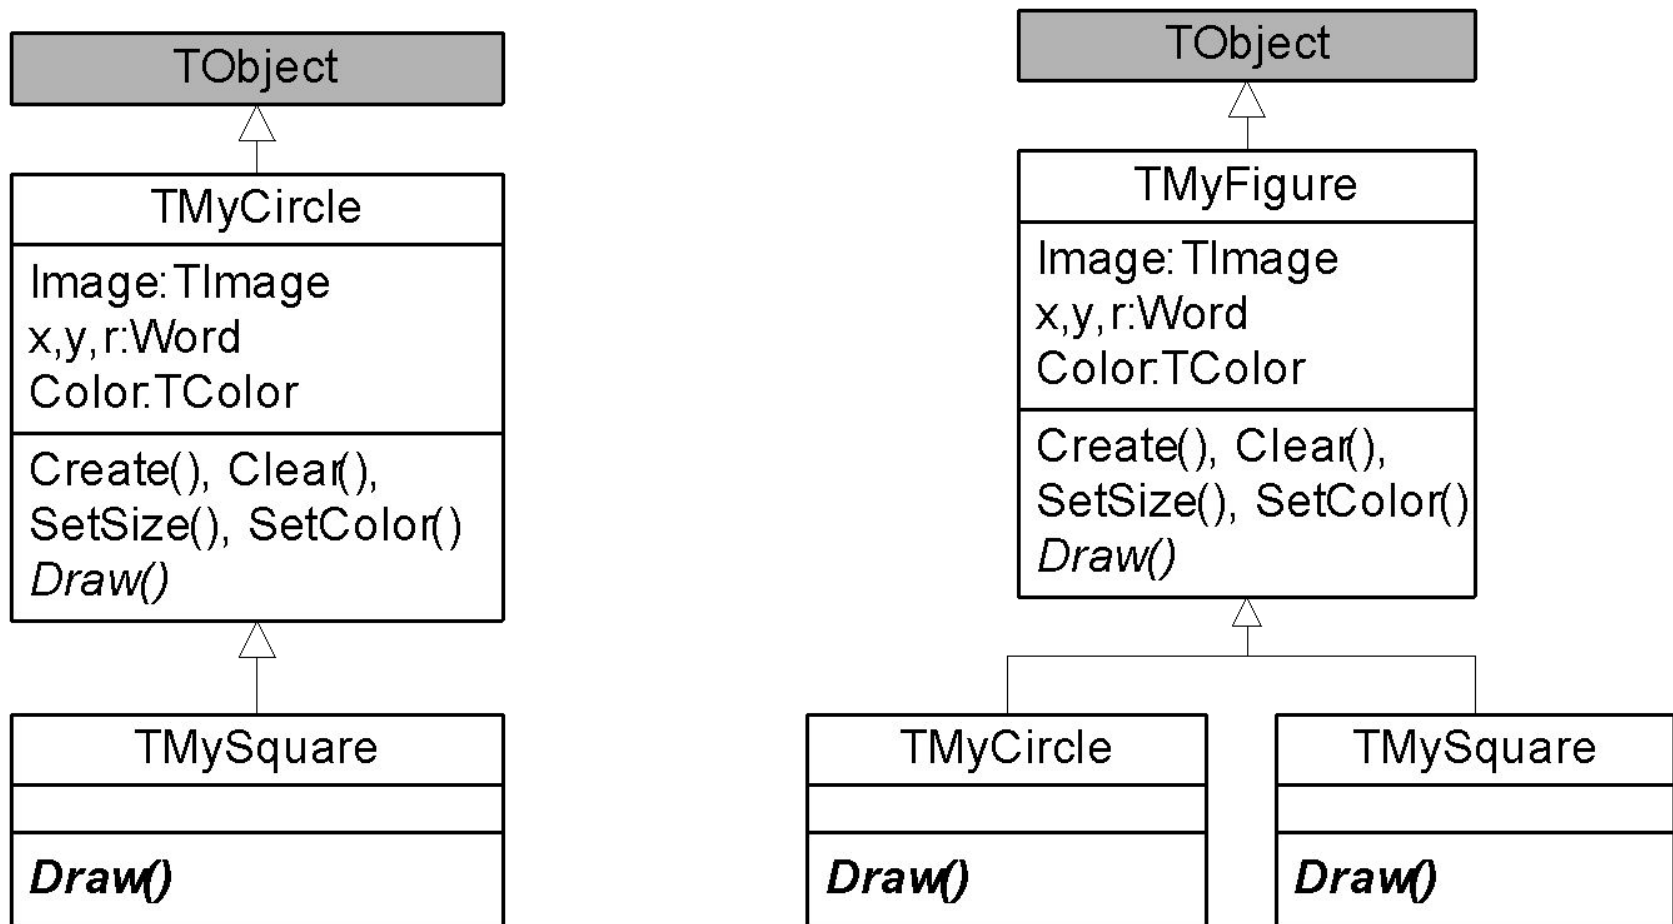 TObject
TMyCircle
Image:TImage
x,y,r:Word
Color:TColor
Create(), Clear(),
SetSize(), SetColor()
Draw()
TMySquare
Draw()
TObject
TMyFigure
Image:TImage
x,y,r:Word
Color:TColor
Create(), Clear(),
SetSize(), SetColor()
Draw()
TMyCircle
Draw()
TMySquare
Draw()